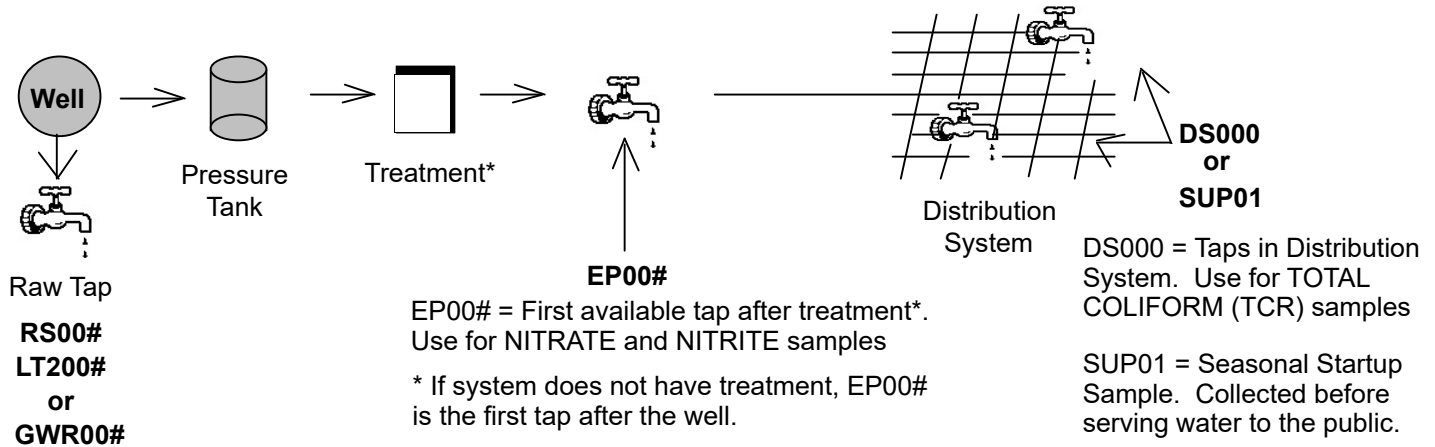 Well
Raw Tap
RS00#
LT200#
or
GWR00#
Pressure
Tank
Treatment*
EP00#
EP00# = First available tap after treatment*.
Use for NITRATE and NITRITE samples
* If system does not have treatment, EP00#
is the first tap after the well.
Distribution
System
DS000
or
SUP01
DS000 = Taps in Distribution
System. Use for TOTAL
COLIFORM (TCR) samples
SUP01 = Seasonal Startup
Sample. Collected before
serving water to the public.